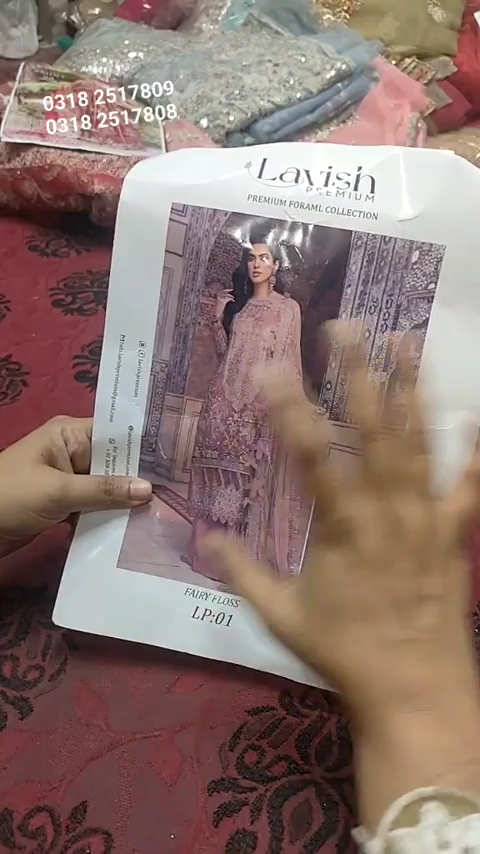 0318 2517809
0318 2517808
Lavish
PREMIUM
PREMIUM FORAML COLLECTION
FAIRY FLOSS
LP:01